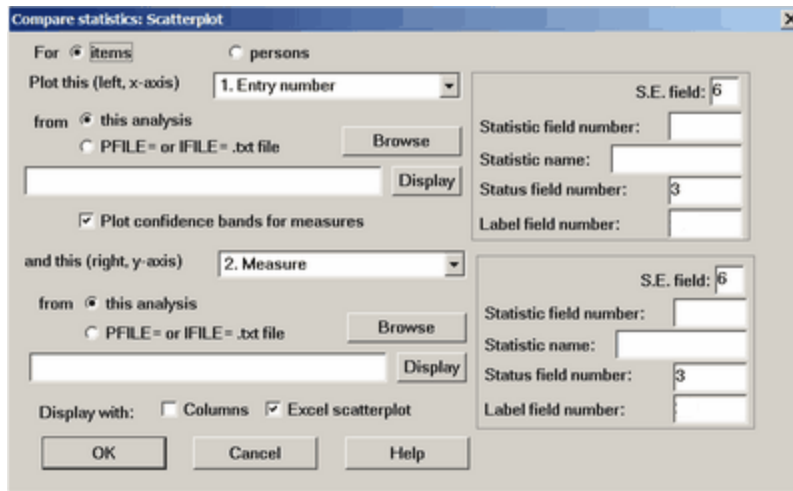 Compare statistics: Scatterplot
For items persons
Plot this (left, x-axis) 1. Entry number
from this analysis
PFILE= or IFILE= .txt file Browse
Display
Plot confidence bands for measures
S.E. field: 6
Statistic field number:
Statistic name:
Status field number: 3
Label field number:
and this (right, y-axis) 2. Measure
from this analysis
PFILE= or IFILE= .txt file Browse
Display
S.E. field: 6
Statistic field number:
Statistic name:
Status field number: 3
Label field number:
Display with: Columns Excel scatterplot
OK Cancel Help